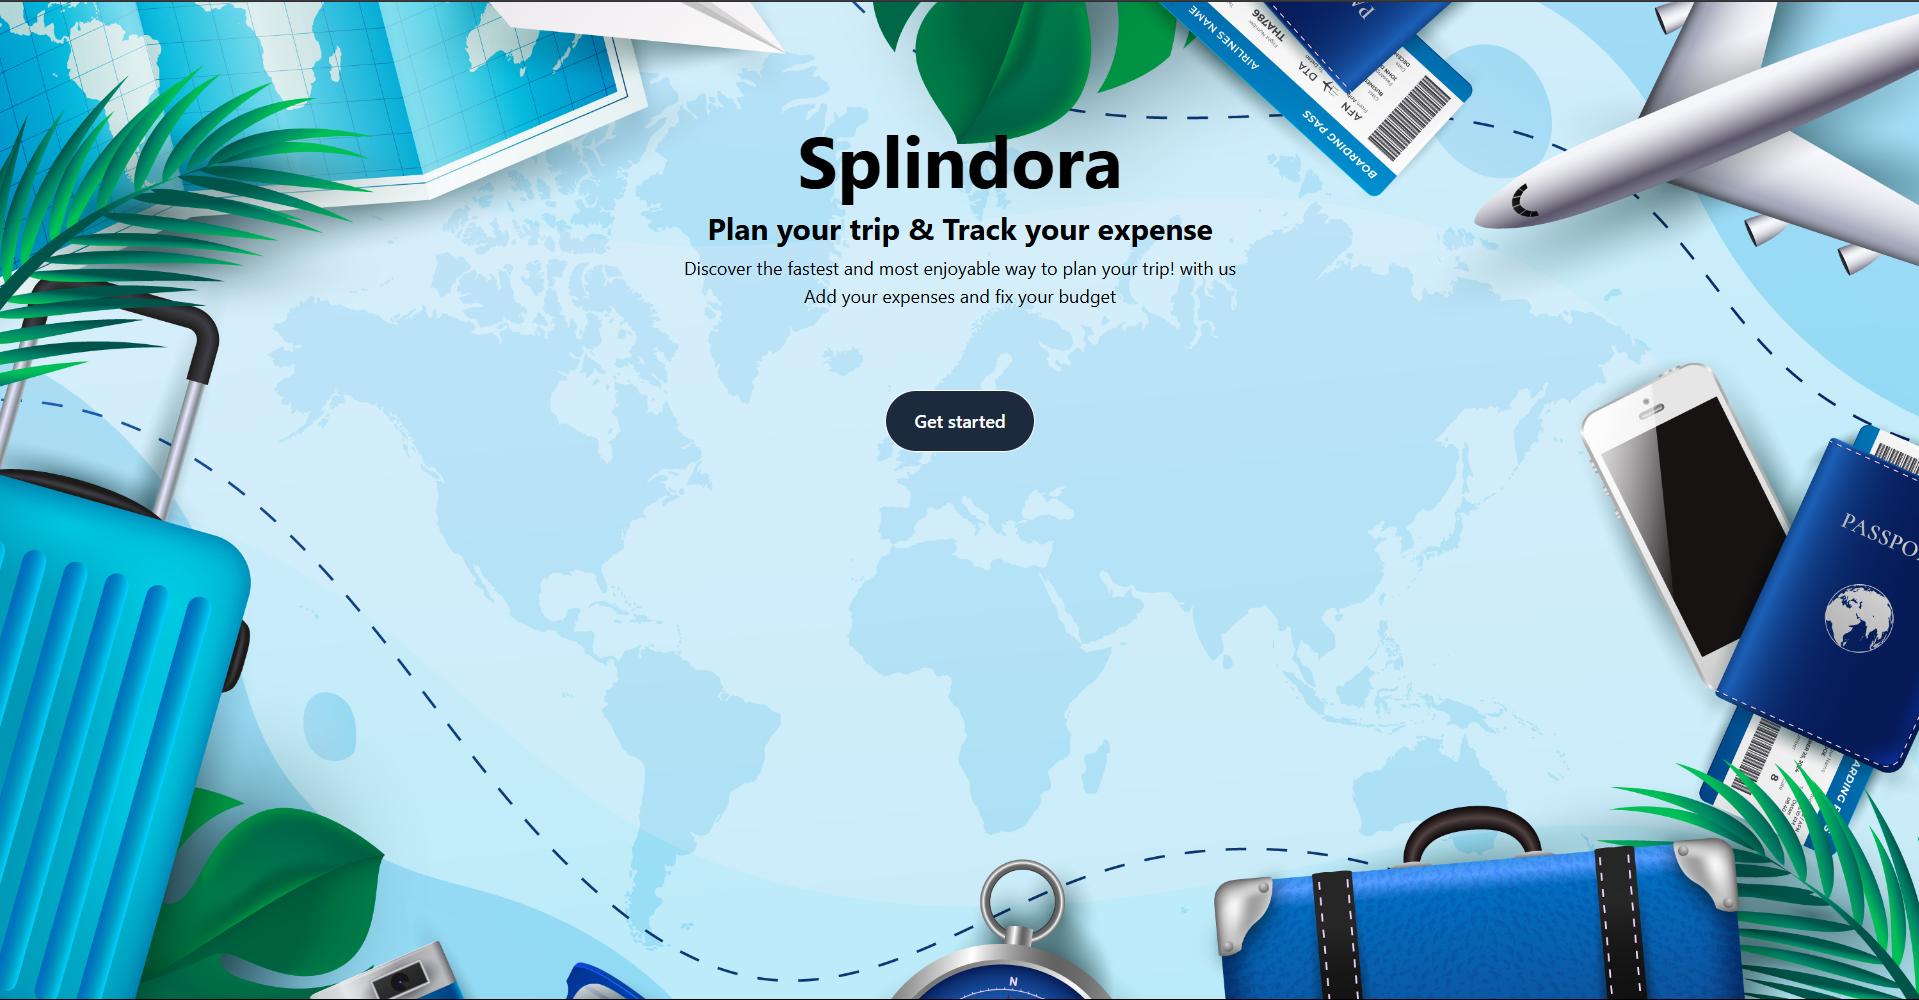 AIRLINES NAME
THA786
DTA
AFN
BOARDING PASS
Splindora
Plan your trip & Track your expense
Discover the fastest and most enjoyable way to plan your trip! with us
Add your expenses and fix your budget
Get started
PASSPO
8
N